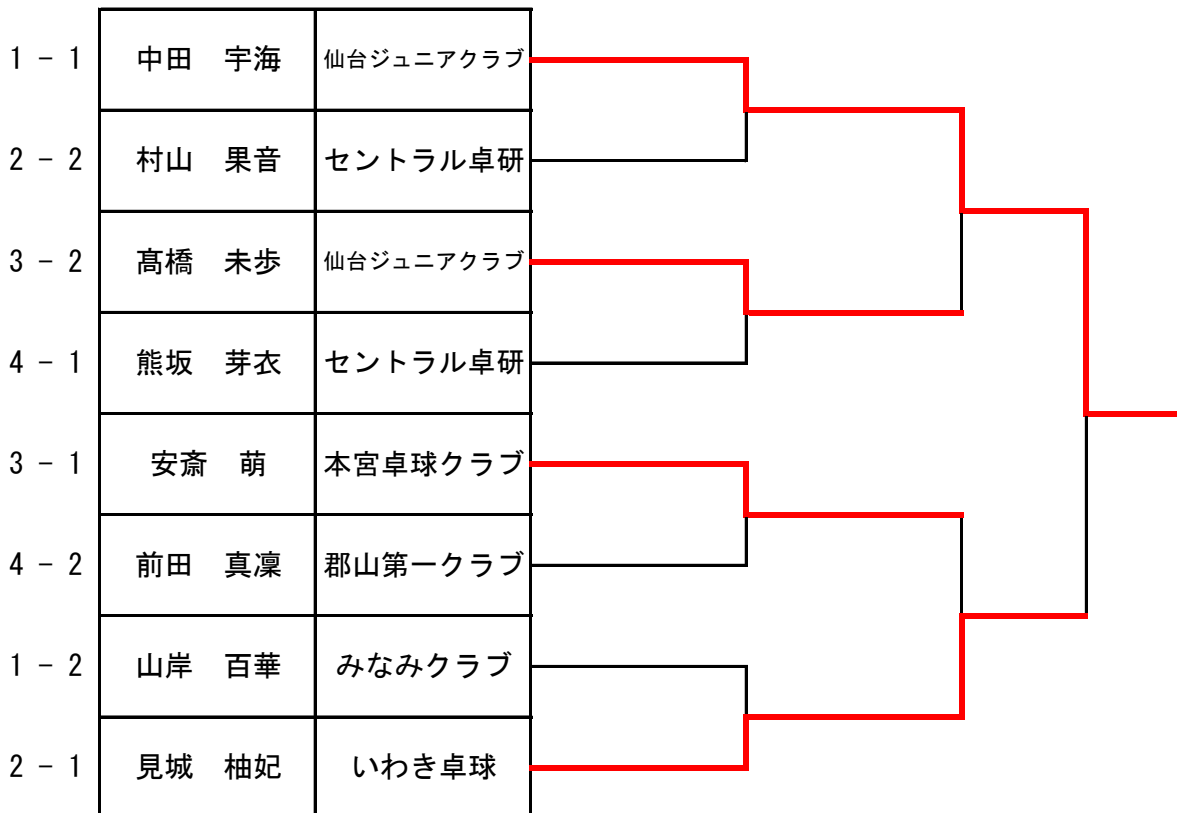 1 - 1 中田　宇海 仙台ジュニアクラブ
2 - 2 村山　果音 セントラル卓研
3 - 2 髙橋　未歩 仙台ジュニアクラブ
4 - 1 熊坂　芽衣 セントラル卓研
3 - 1 安斎　萌 本宮卓球クラブ
4 - 2 前田　真凜 郡山第一クラブ
1 - 2 山岸　百華 みなみクラブ
2 - 1 見城　柚妃 いわき卓球